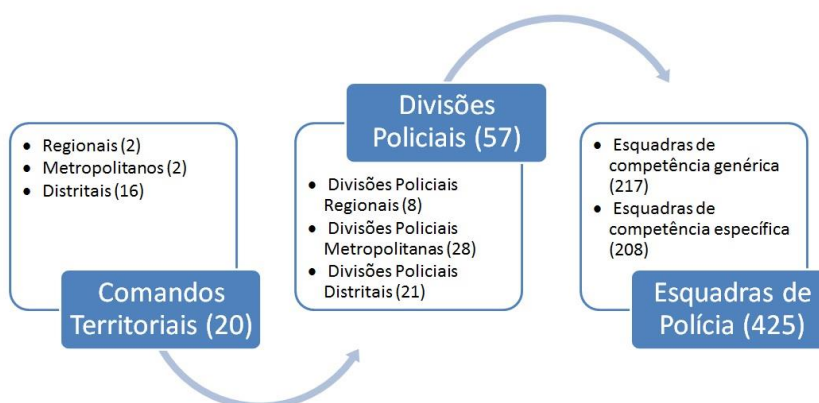 • Regionais (2)
• Metropolitanos (2)
• Distritais (16)
Comandos
Territoriais (20)
Divisões
Policiais (57)
• Divisões Policiais
Regionais (8)
• Divisões Policiais
Metropolitanas (28)
• Divisões Policiais
Distritais (21)
• Esquadras de
competência genérica
(217)
• Esquadras de
competência específica
(208)
Esquadras de
Polícia (425)